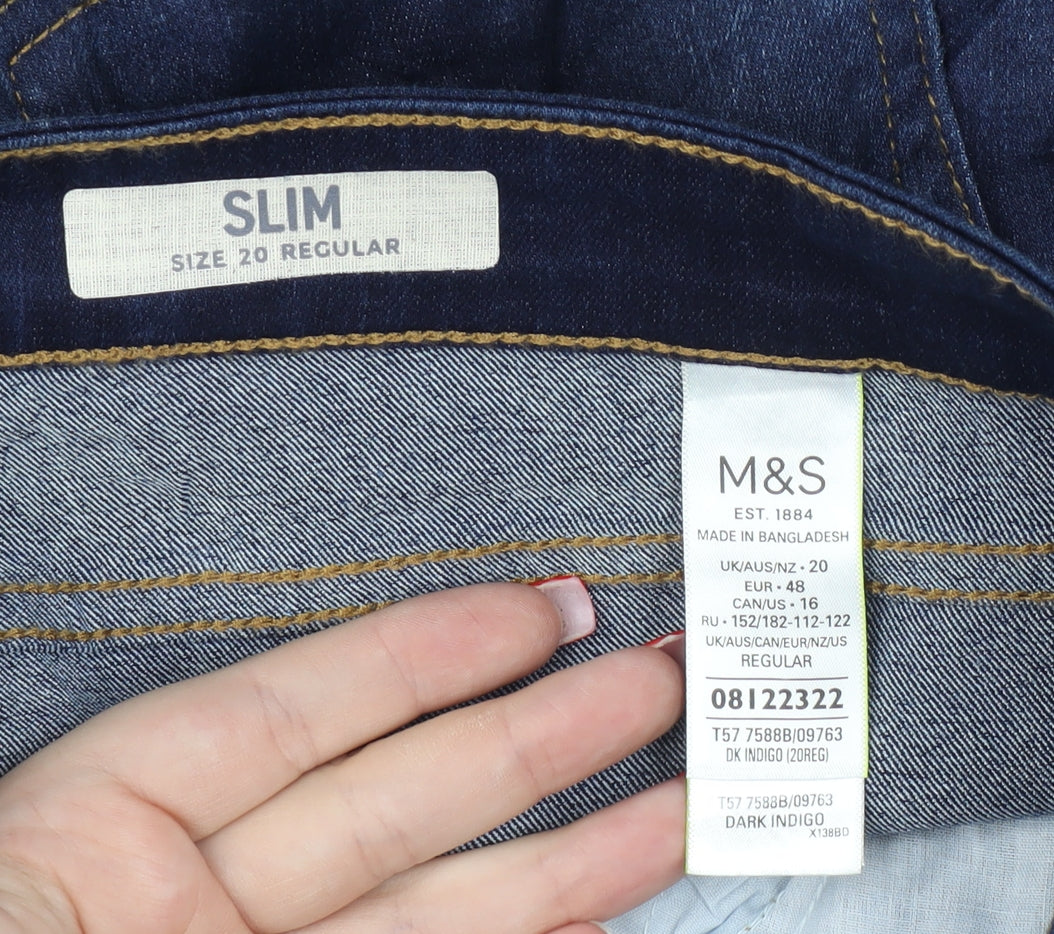 SLIM
SIZE 20 REGULAR
M&S
EST. 1884
MADE IN BANGLADESH
UK/AUS/NZ • 20
EUR • 48
CAN/US • 16
RU • 152/182-112-122
UK/AUS/CAN/EUR/NZ/US
REGULAR
08122322
T57 7588B/09763
DK INDIGO (20REG)
T57 7588B/09763
DARK INDIGO
X138BD